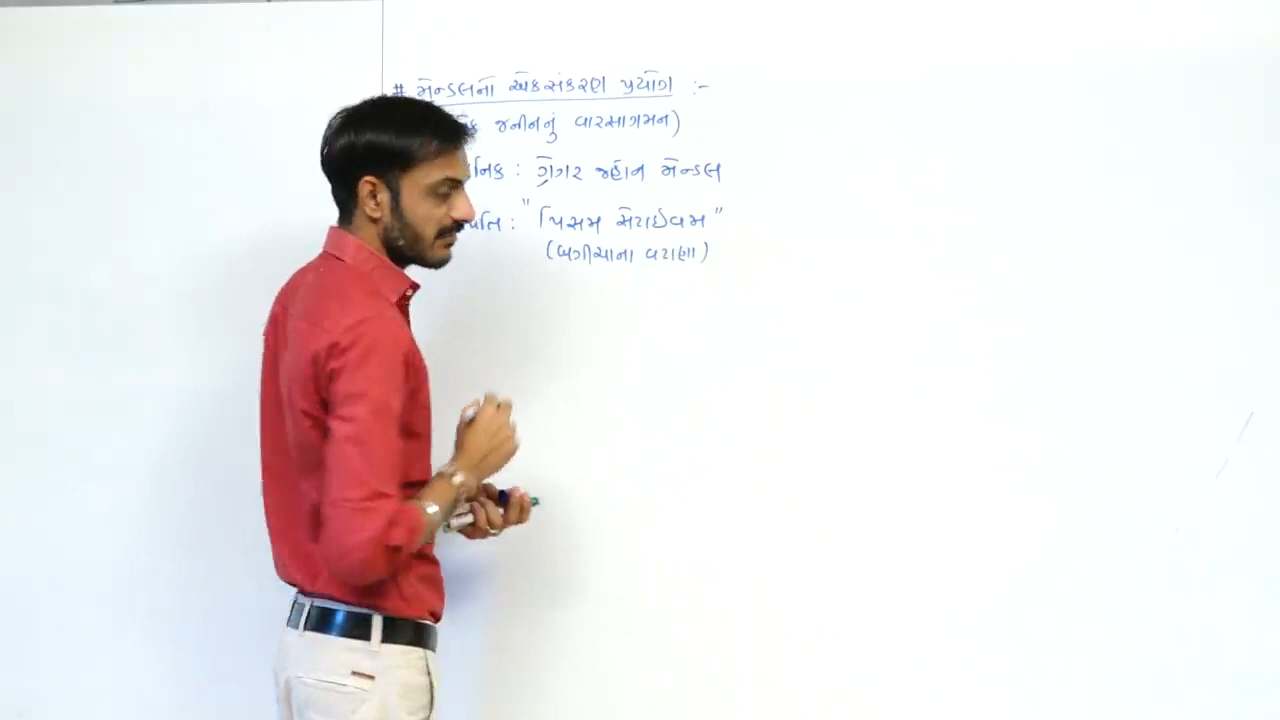 # મેન્ડલનો એકસંકરણ પ્રયોગ :-
જનીનનું વારસાગમન)
: ગ્રેગર જ્હોન મેન્ડલ
: "પિસમ સેટાઈવમ"
(બગીચાના વટાણા)